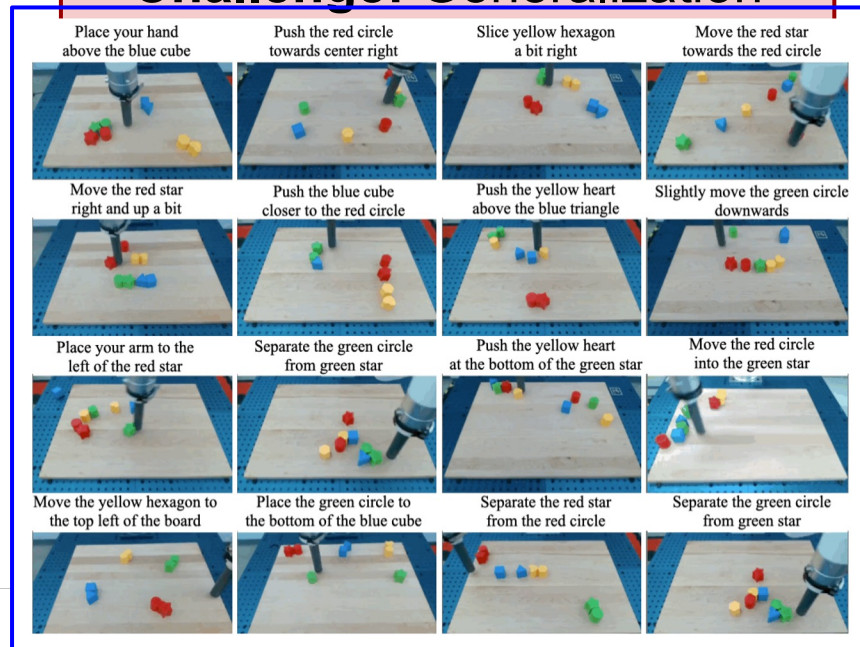 Challenge: Generalization
Place your hand
above the blue cube
Push the red circle
towards center right
Slice yellow hexagon
a bit right
Move the red star
towards the red circle
Move the red star
right and up a bit
Push the blue cube
closer to the red circle
Push the yellow heart
above the blue triangle
Slightly move the green circle
downwards
Place your arm to the
left of the red star
Separate the green circle
from green star
Push the yellow heart
at the bottom of the green star
Move the red circle
into the green star
Move the yellow hexagon to
the top left of the board
Place the green circle to
the bottom of the blue cube
Separate the red star
from the red circle
Separate the green circle
from green star